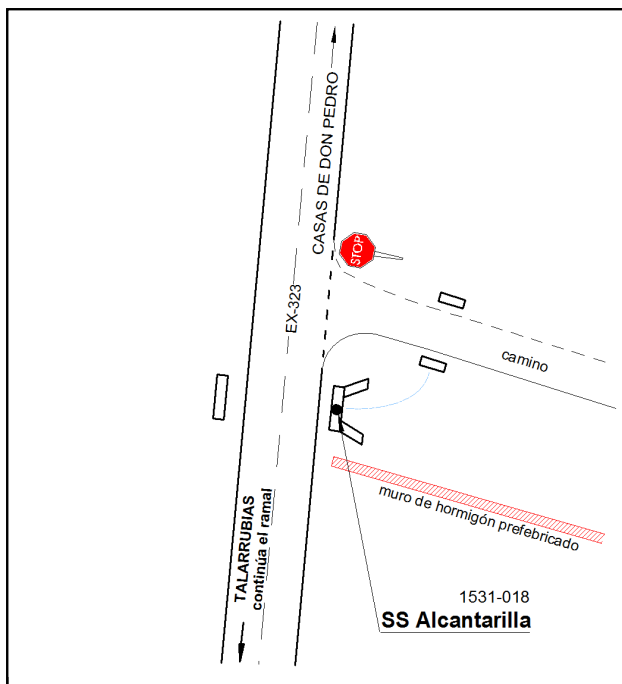 CASAS DE DON PEDRO
STOP
EX-323
camino
TALARRUBIAS
continúa el ramal
muro de hormigón prefebricado
1531-018
SS Alcantarilla